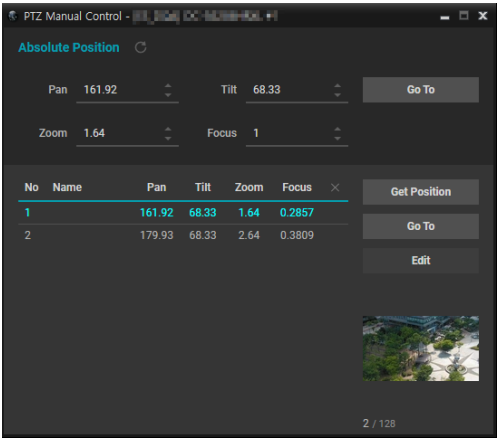 PTZ Manual Control -
Absolute Position
Pan 161.92 Tilt 68.33 Go To
Zoom 1.64 Focus 1
No Name Pan Tilt Zoom Focus
1 161.92 68.33 1.64 0.2857
2 179.93 68.33 2.64 0.3809
Get Position
Go To
Edit
2 / 128